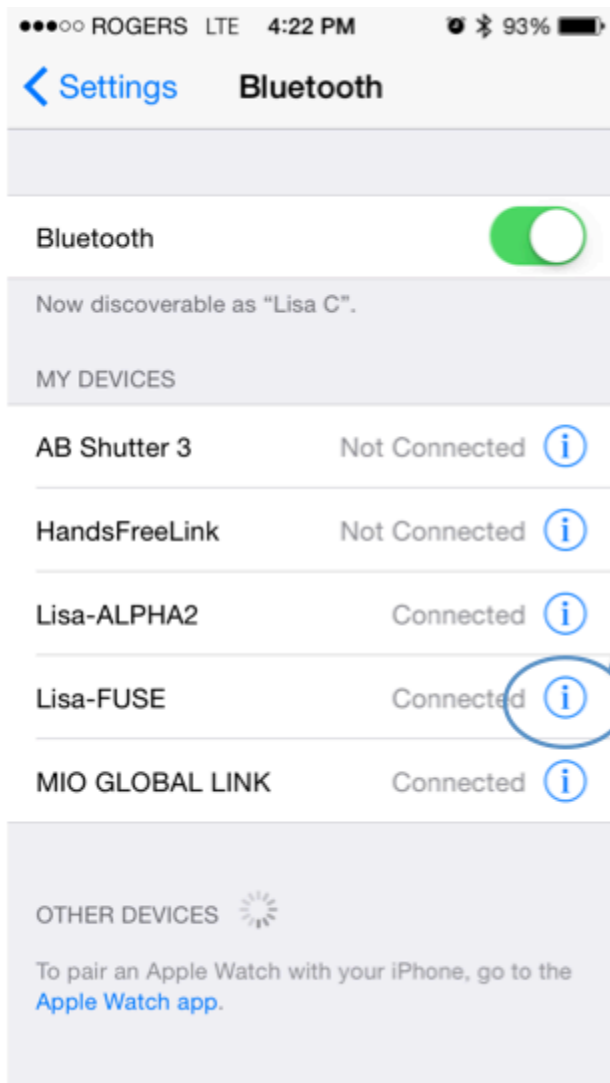 ROGERS LTE 4:22 PM 93%
Settings Bluetooth
Bluetooth
Now discoverable as “Lisa C”.
MY DEVICES
AB Shutter 3 Not Connected i
HandsFreeLink Not Connected i
Lisa-ALPHA2 Connected i
Lisa-FUSE Connected i
MIO GLOBAL LINK Connected i
OTHER DEVICES
To pair an Apple Watch with your iPhone, go to the
Apple Watch app.